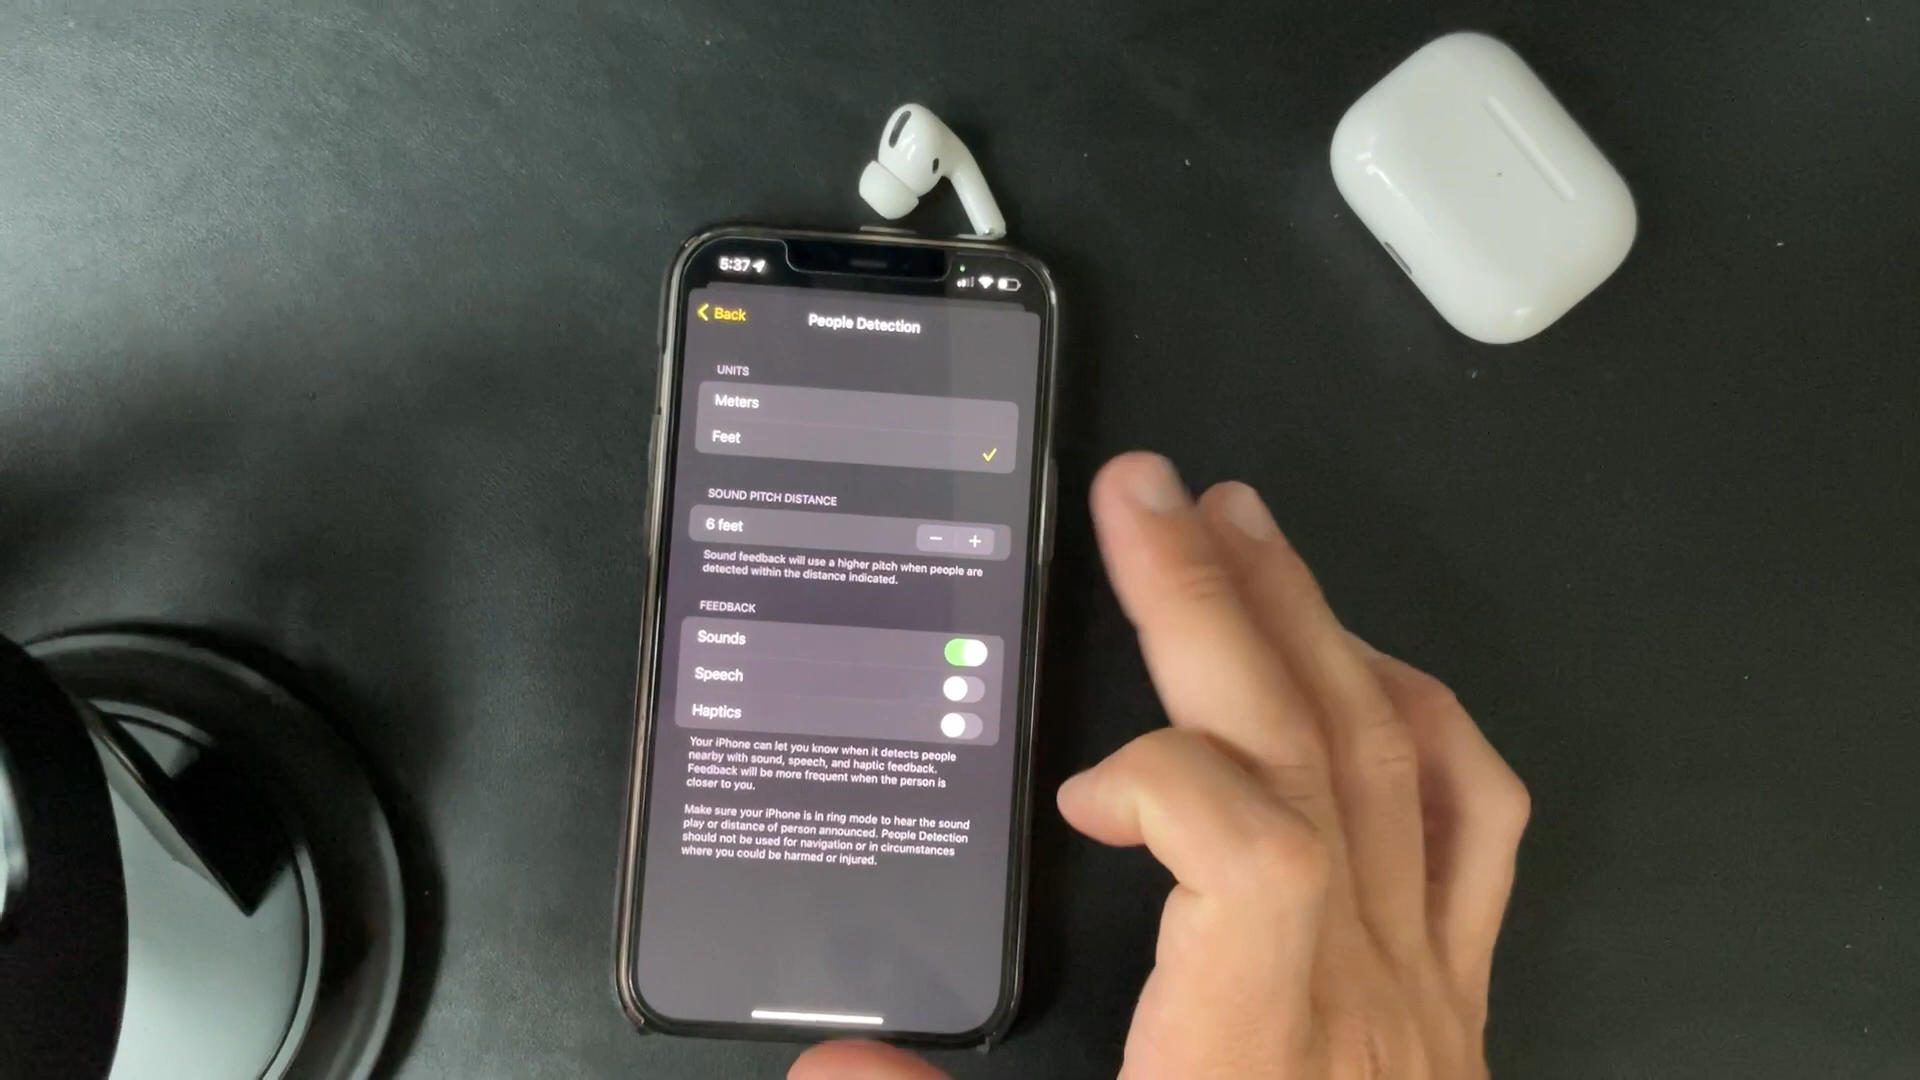 5:37
Back
People Detection
UNITS
Meters
Feet
SOUND PITCH DISTANCE
6 feet
− +
Sound feedback will use a higher pitch when people are
detected within the distance indicated.
FEEDBACK
Sounds
Speech
Haptics
Your iPhone can let you know when it detects people
nearby with sound, speech, and haptic feedback.
Feedback will be more frequent when the person is
closer to you.
Make sure your iPhone is in ring mode to hear the sound
play or distance of person announced. People Detection
should not be used for navigation or in circumstances
where you could be harmed or injured.